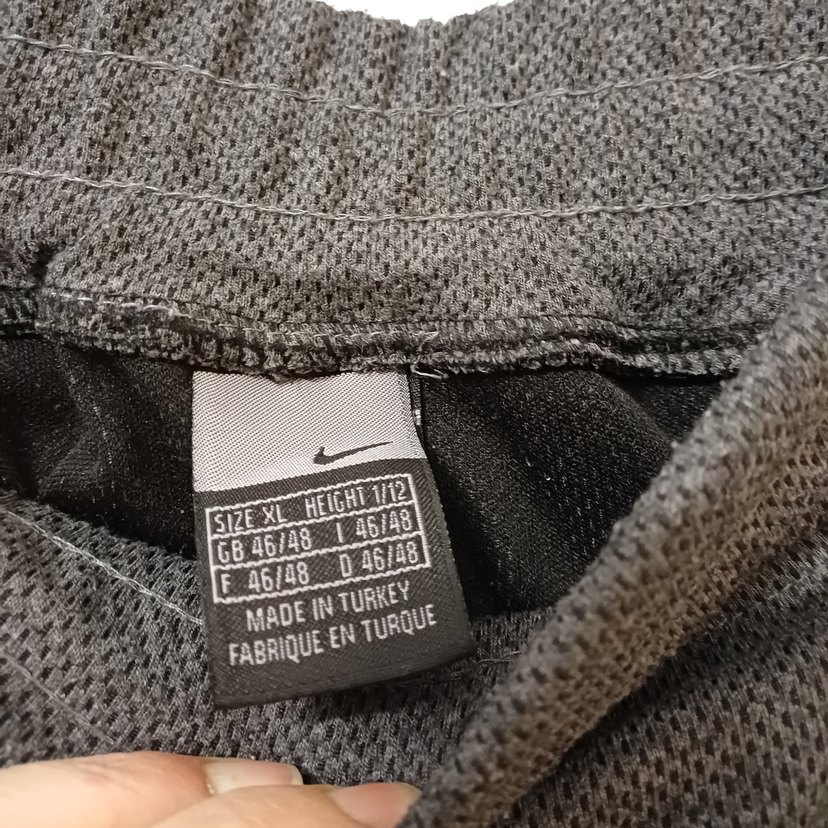 SIZE XL HEIGHT 1/12
GB 46/48 I 46/48
F 46/48 D 46/48
MADE IN TURKEY
FABRIQUE EN TURQUE